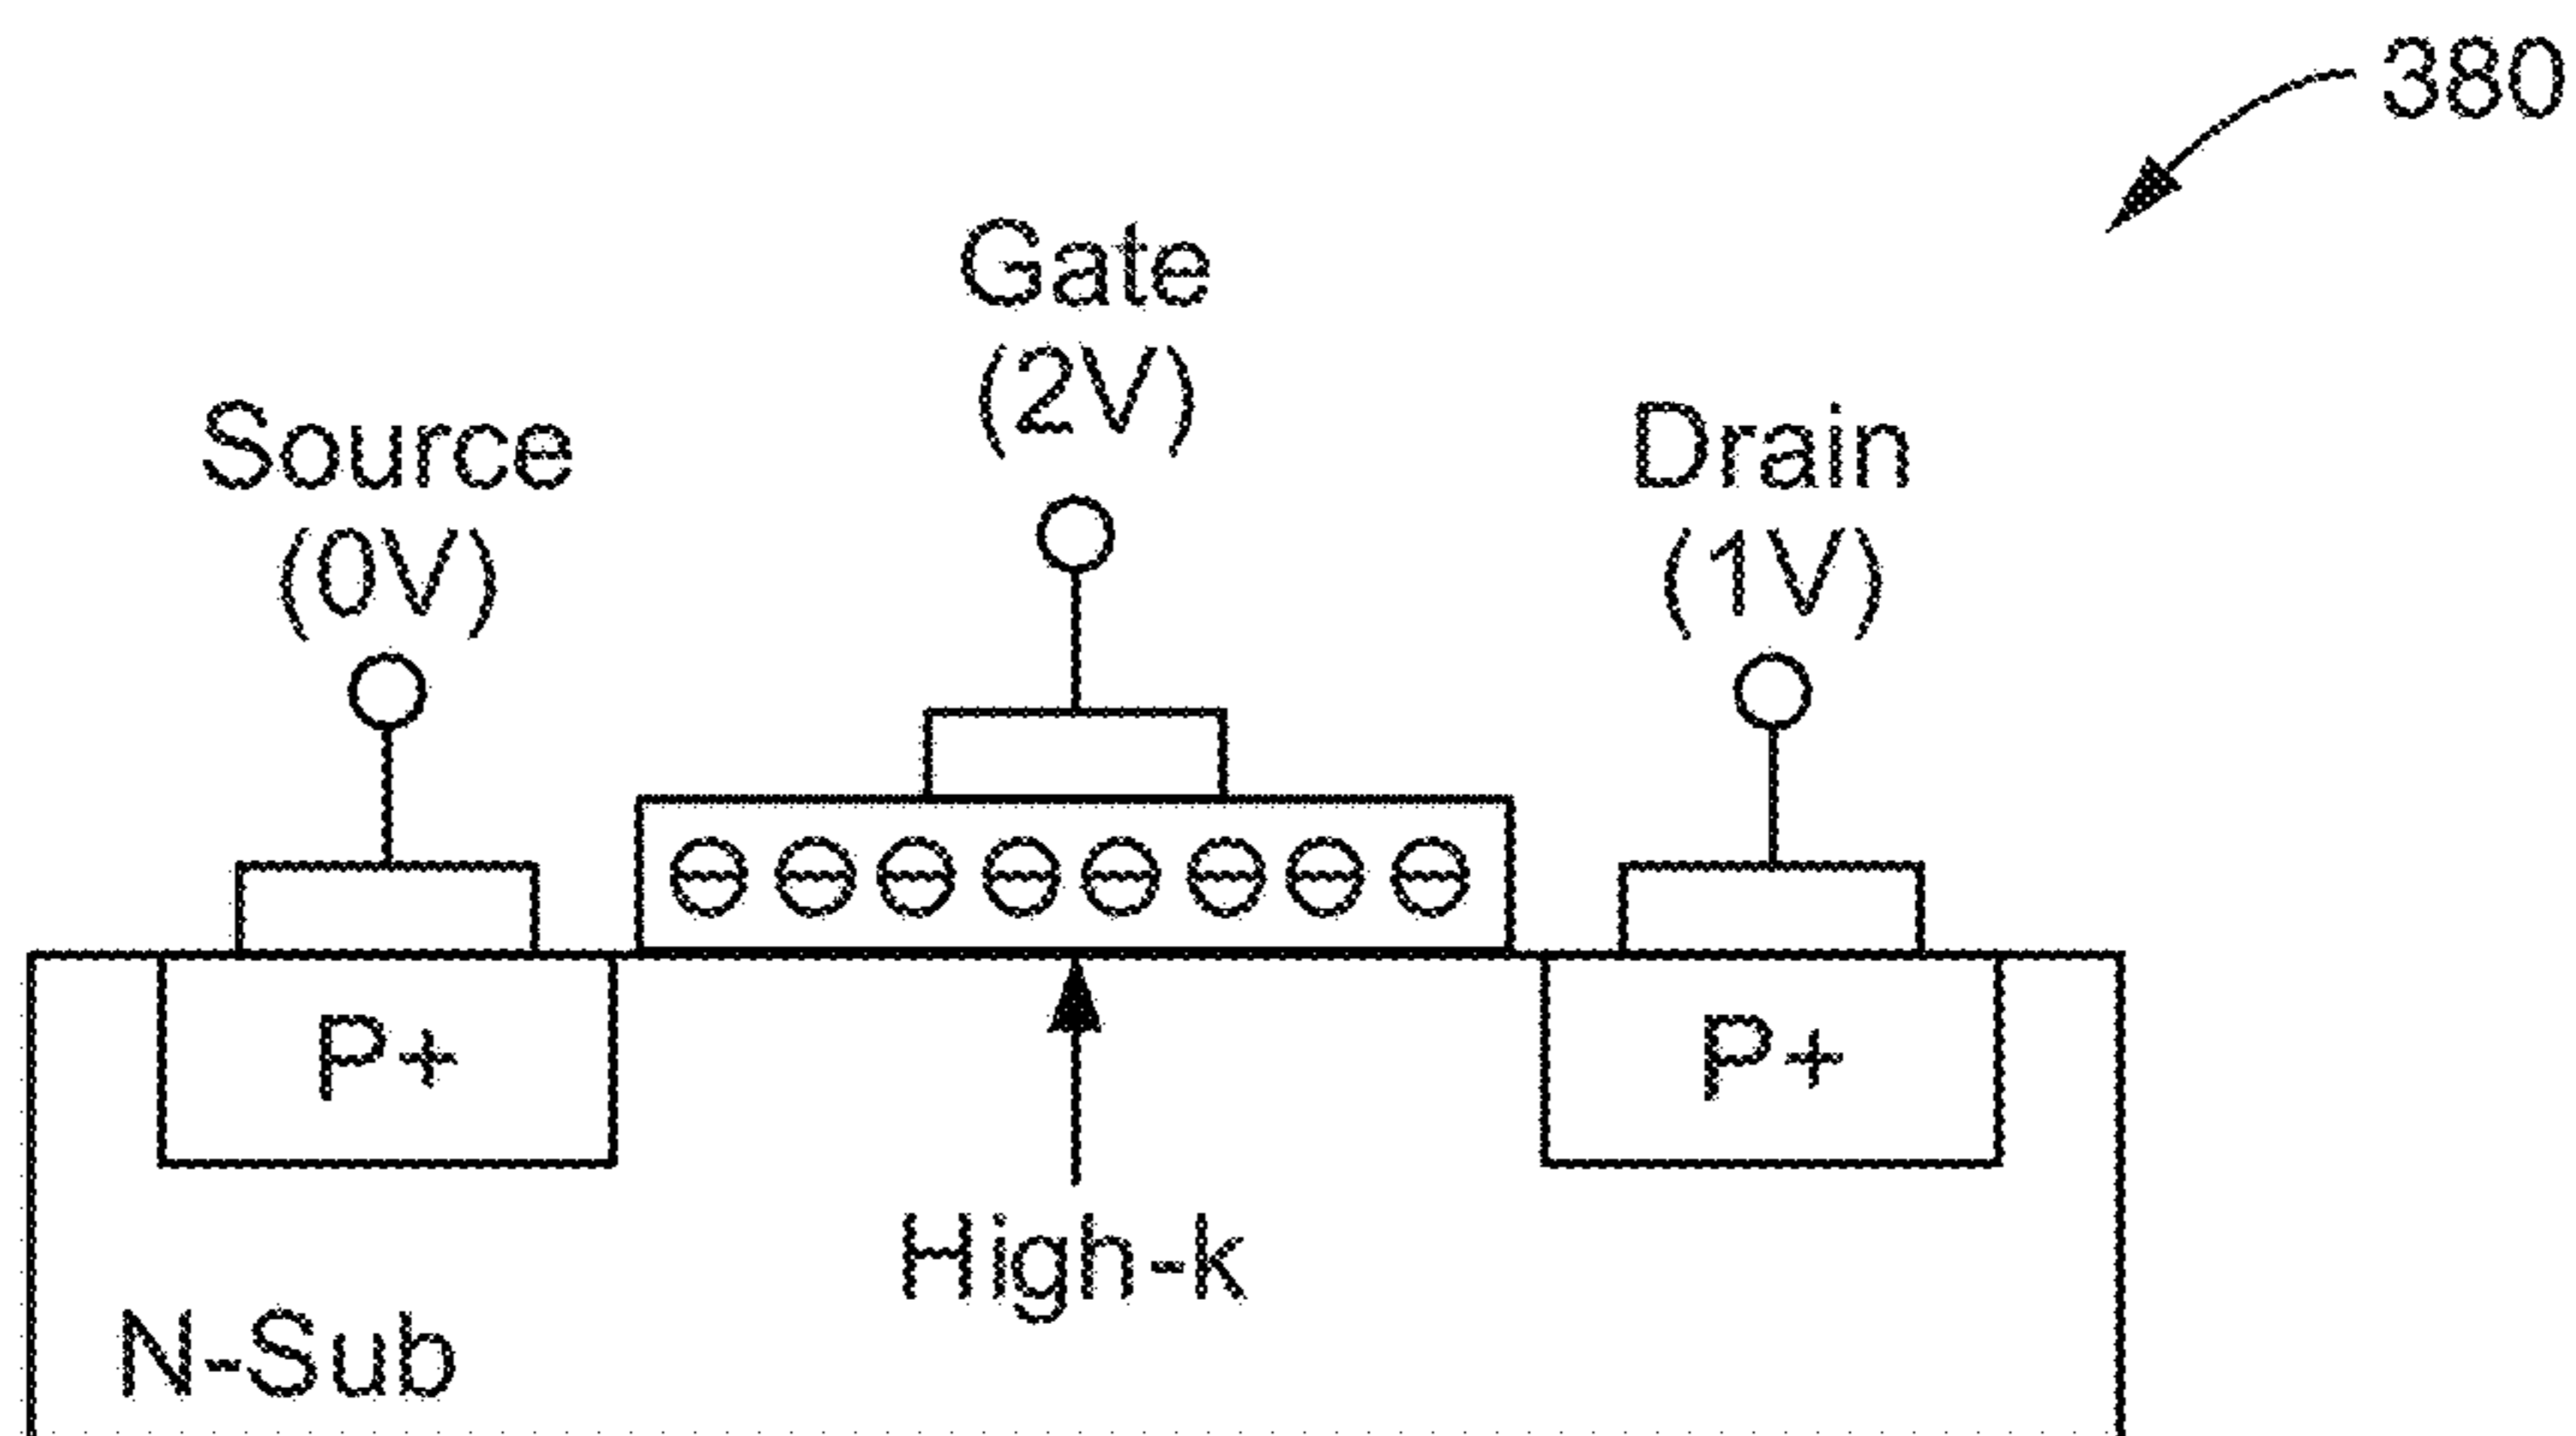 380
Gate
(2V)
Source
(0V)
Drain
(1V)
P+
P+
High-k
N-Sub